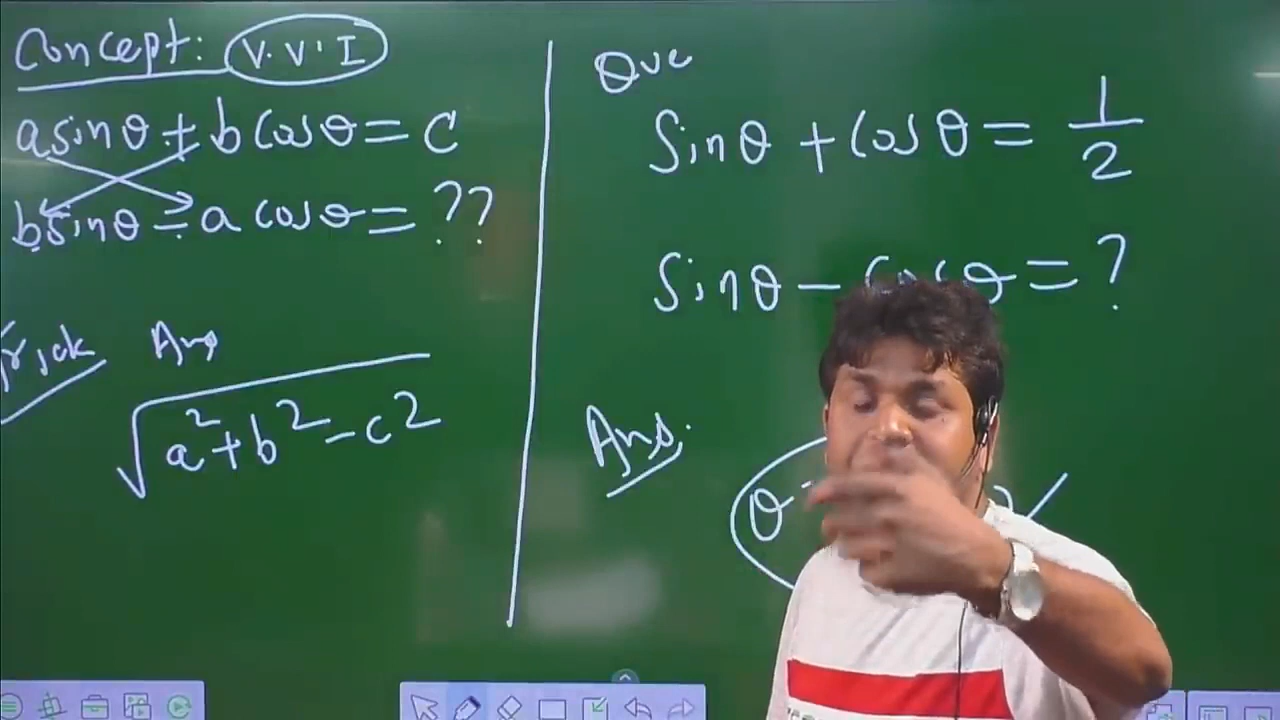 Concept: V.V.I
a sinθ + b cosθ = c
b sinθ - a cosθ = ??
Trick Ans
√a²+b²-c²
Que
Sinθ + cosθ = 1/2
Sinθ - cosθ = ?
Ans.
θ